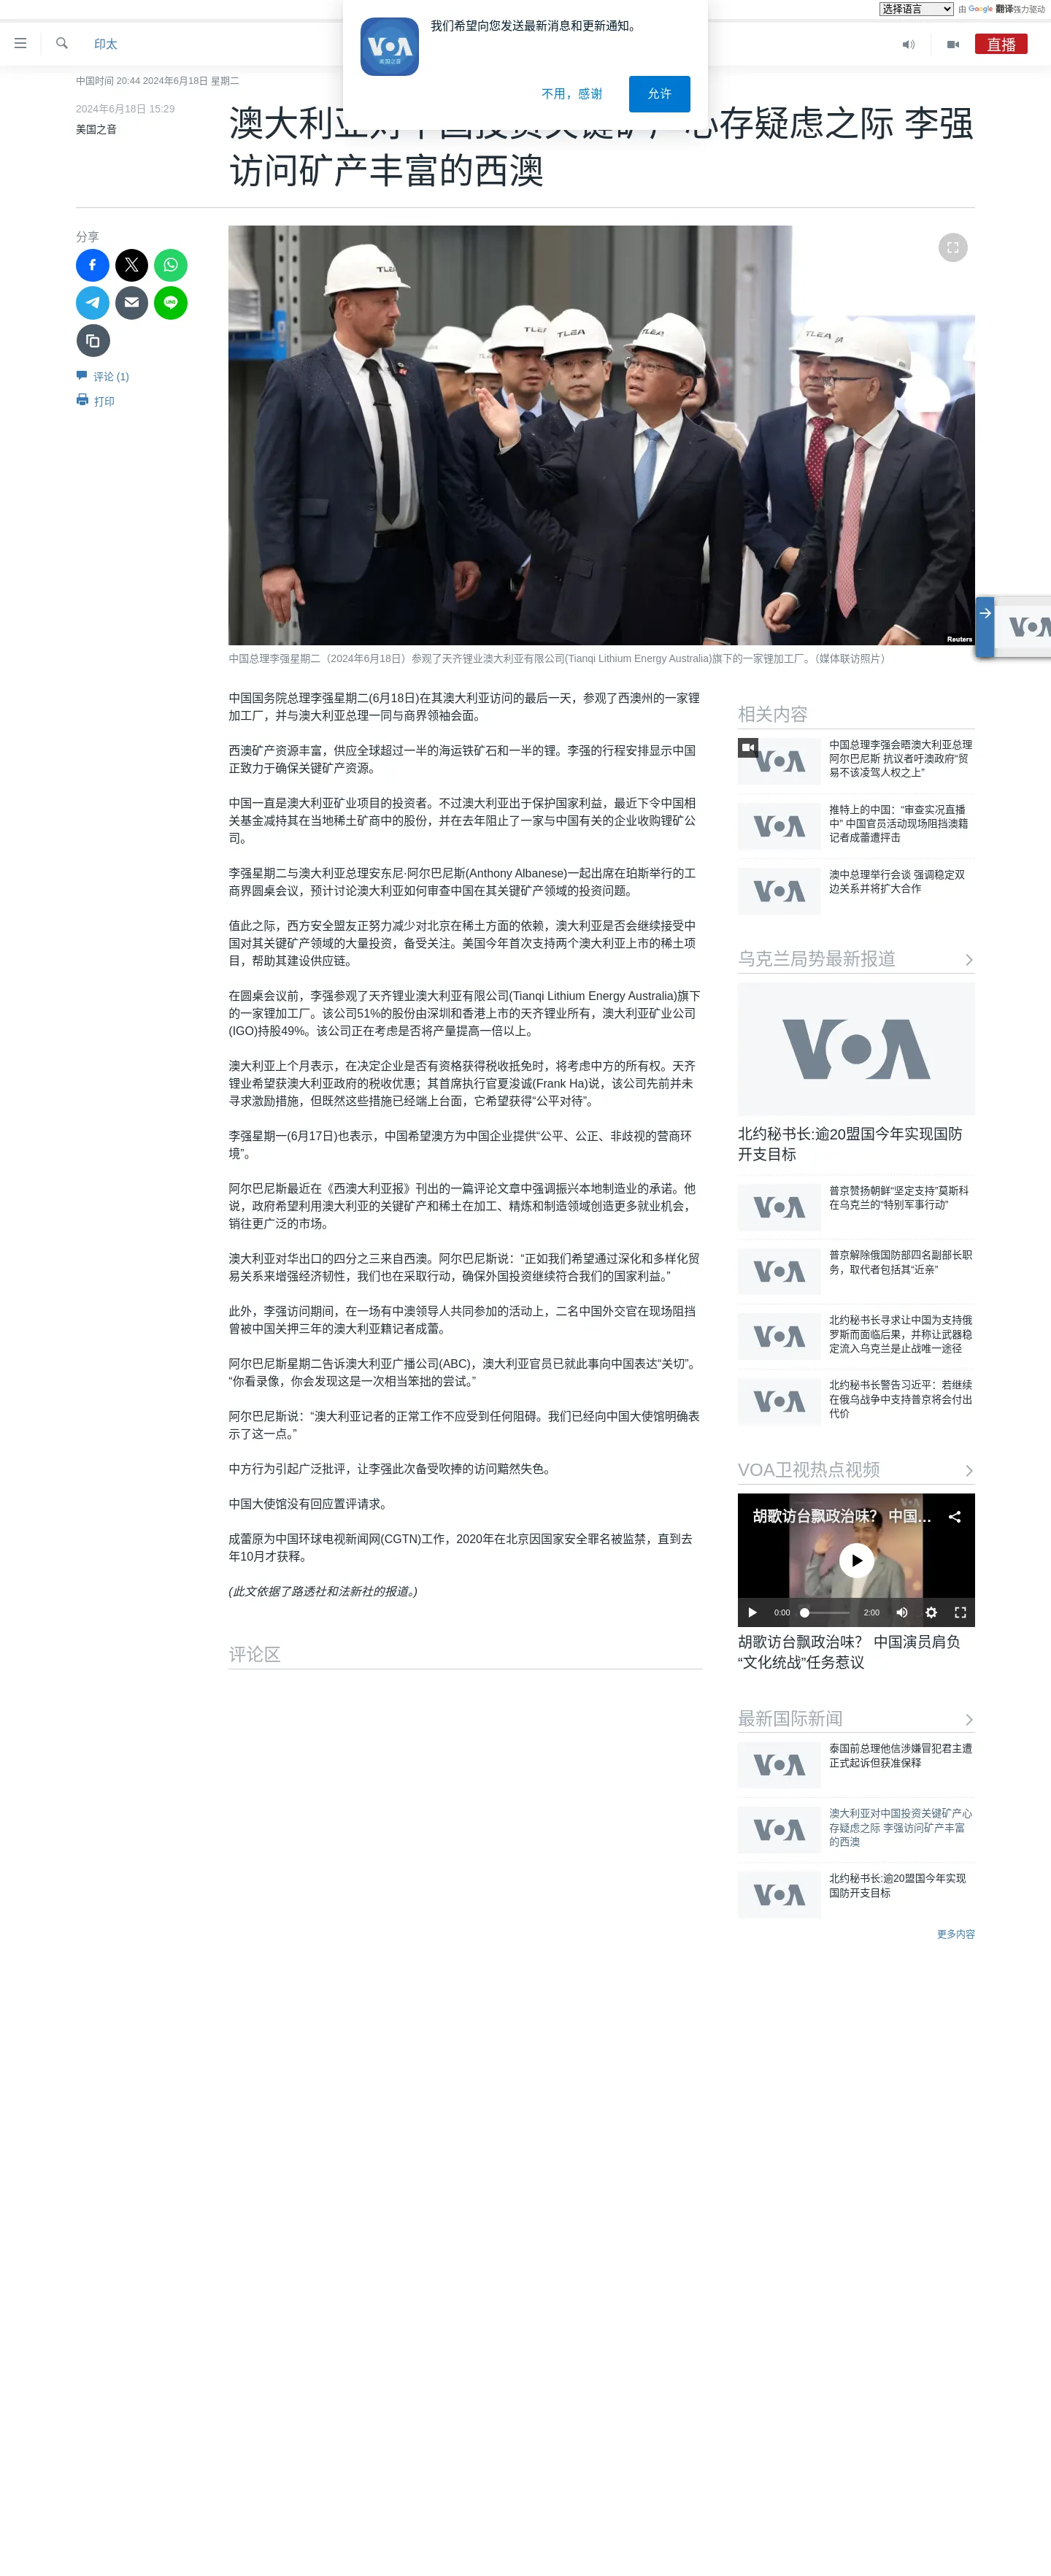 选择语言
由 Google 翻译强力驱动
我们希望向您发送最新消息和更新通知。
VOA
美国之音
不用，感谢
允许
印太
直播
中国时间 20:44 2024年6月18日 星期二
2024年6月18日 15:29
美国之音
澳大利亚对中国投资关键矿产心存疑虑之际 李强
访问矿产丰富的西澳
分享
评论 (1)
打印
THALL
TLEA
TLEA
TLEA
TLEA
Reuters
中国总理李强星期二（2024年6月18日）参观了天齐锂业澳大利亚有限公司(Tianqi Lithium Energy Australia)旗下的一家锂加工厂。（媒体联访照片）
中国国务院总理李强星期二(6月18日)在其澳大利亚访问的最后一天，参观了西澳州的一家锂
加工厂，并与澳大利亚总理一同与商界领袖会面。
西澳矿产资源丰富，供应全球超过一半的海运铁矿石和一半的锂。李强的行程安排显示中国
正致力于确保关键矿产资源。
中国一直是澳大利亚矿业项目的投资者。不过澳大利亚出于保护国家利益，最近下令中国相
关基金减持其在当地稀土矿商中的股份，并在去年阻止了一家与中国有关的企业收购锂矿公
司。
李强星期二与澳大利亚总理安东尼·阿尔巴尼斯(Anthony Albanese)一起出席在珀斯举行的工
商界圆桌会议，预计讨论澳大利亚如何审查中国在其关键矿产领域的投资问题。
值此之际，西方安全盟友正努力减少对北京在稀土方面的依赖，澳大利亚是否会继续接受中
国对其关键矿产领域的大量投资，备受关注。美国今年首次支持两个澳大利亚上市的稀土项
目，帮助其建设供应链。
在圆桌会议前，李强参观了天齐锂业澳大利亚有限公司(Tianqi Lithium Energy Australia)旗下
的一家锂加工厂。该公司51%的股份由深圳和香港上市的天齐锂业所有，澳大利亚矿业公司
(IGO)持股49%。该公司正在考虑是否将产量提高一倍以上。
澳大利亚上个月表示，在决定企业是否有资格获得税收抵免时，将考虑中方的所有权。天齐
锂业希望获澳大利亚政府的税收优惠；其首席执行官夏浚诚(Frank Ha)说，该公司先前并未
寻求激励措施，但既然这些措施已经端上台面，它希望获得“公平对待”。
李强星期一(6月17日)也表示，中国希望澳方为中国企业提供“公平、公正、非歧视的营商环
境”。
阿尔巴尼斯最近在《西澳大利亚报》刊出的一篇评论文章中强调振兴本地制造业的承诺。他
说，政府希望利用澳大利亚的关键矿产和稀土在加工、精炼和制造领域创造更多就业机会，
销往更广泛的市场。
澳大利亚对华出口的四分之三来自西澳。阿尔巴尼斯说：“正如我们希望通过深化和多样化贸
易关系来增强经济韧性，我们也在采取行动，确保外国投资继续符合我们的国家利益。”
此外，李强访问期间，在一场有中澳领导人共同参加的活动上，二名中国外交官在现场阻挡
曾被中国关押三年的澳大利亚籍记者成蕾。
阿尔巴尼斯星期二告诉澳大利亚广播公司(ABC)，澳大利亚官员已就此事向中国表达“关切”。
“你看录像，你会发现这是一次相当笨拙的尝试。”
阿尔巴尼斯说：“澳大利亚记者的正常工作不应受到任何阻碍。我们已经向中国大使馆明确表
示了这一点。”
中方行为引起广泛批评，让李强此次备受吹捧的访问黯然失色。
中国大使馆没有回应置评请求。
成蕾原为中国环球电视新闻网(CGTN)工作，2020年在北京因国家安全罪名被监禁，直到去
年10月才获释。
(此文依据了路透社和法新社的报道。)
评论区
相关内容
中国总理李强会晤澳大利亚总理
阿尔巴尼斯 抗议者吁澳政府“贸
易不该凌驾人权之上”
推特上的中国：“审查实况直播
中” 中国官员活动现场阻挡澳籍
记者成蕾遭抨击
澳中总理举行会谈 强调稳定双
边关系并将扩大合作
乌克兰局势最新报道
VOA
北约秘书长:逾20盟国今年实现国防
开支目标
普京赞扬朝鲜“坚定支持”莫斯科
在乌克兰的“特别军事行动”
普京解除俄国防部四名副部长职
务，取代者包括其“近亲”
北约秘书长寻求让中国为支持俄
罗斯而面临后果，并称让武器稳
定流入乌克兰是止战唯一途径
北约秘书长警告习近平：若继续
在俄乌战争中支持普京将会付出
代价
VOA卫视热点视频
胡歌访台飘政治味？ 中国...
0:00
2:00
胡歌访台飘政治味？ 中国演员肩负
“文化统战”任务惹议
最新国际新闻
泰国前总理他信涉嫌冒犯君主遭
正式起诉但获准保释
澳大利亚对中国投资关键矿产心
存疑虑之际 李强访问矿产丰富
的西澳
北约秘书长:逾20盟国今年实现
国防开支目标
更多内容